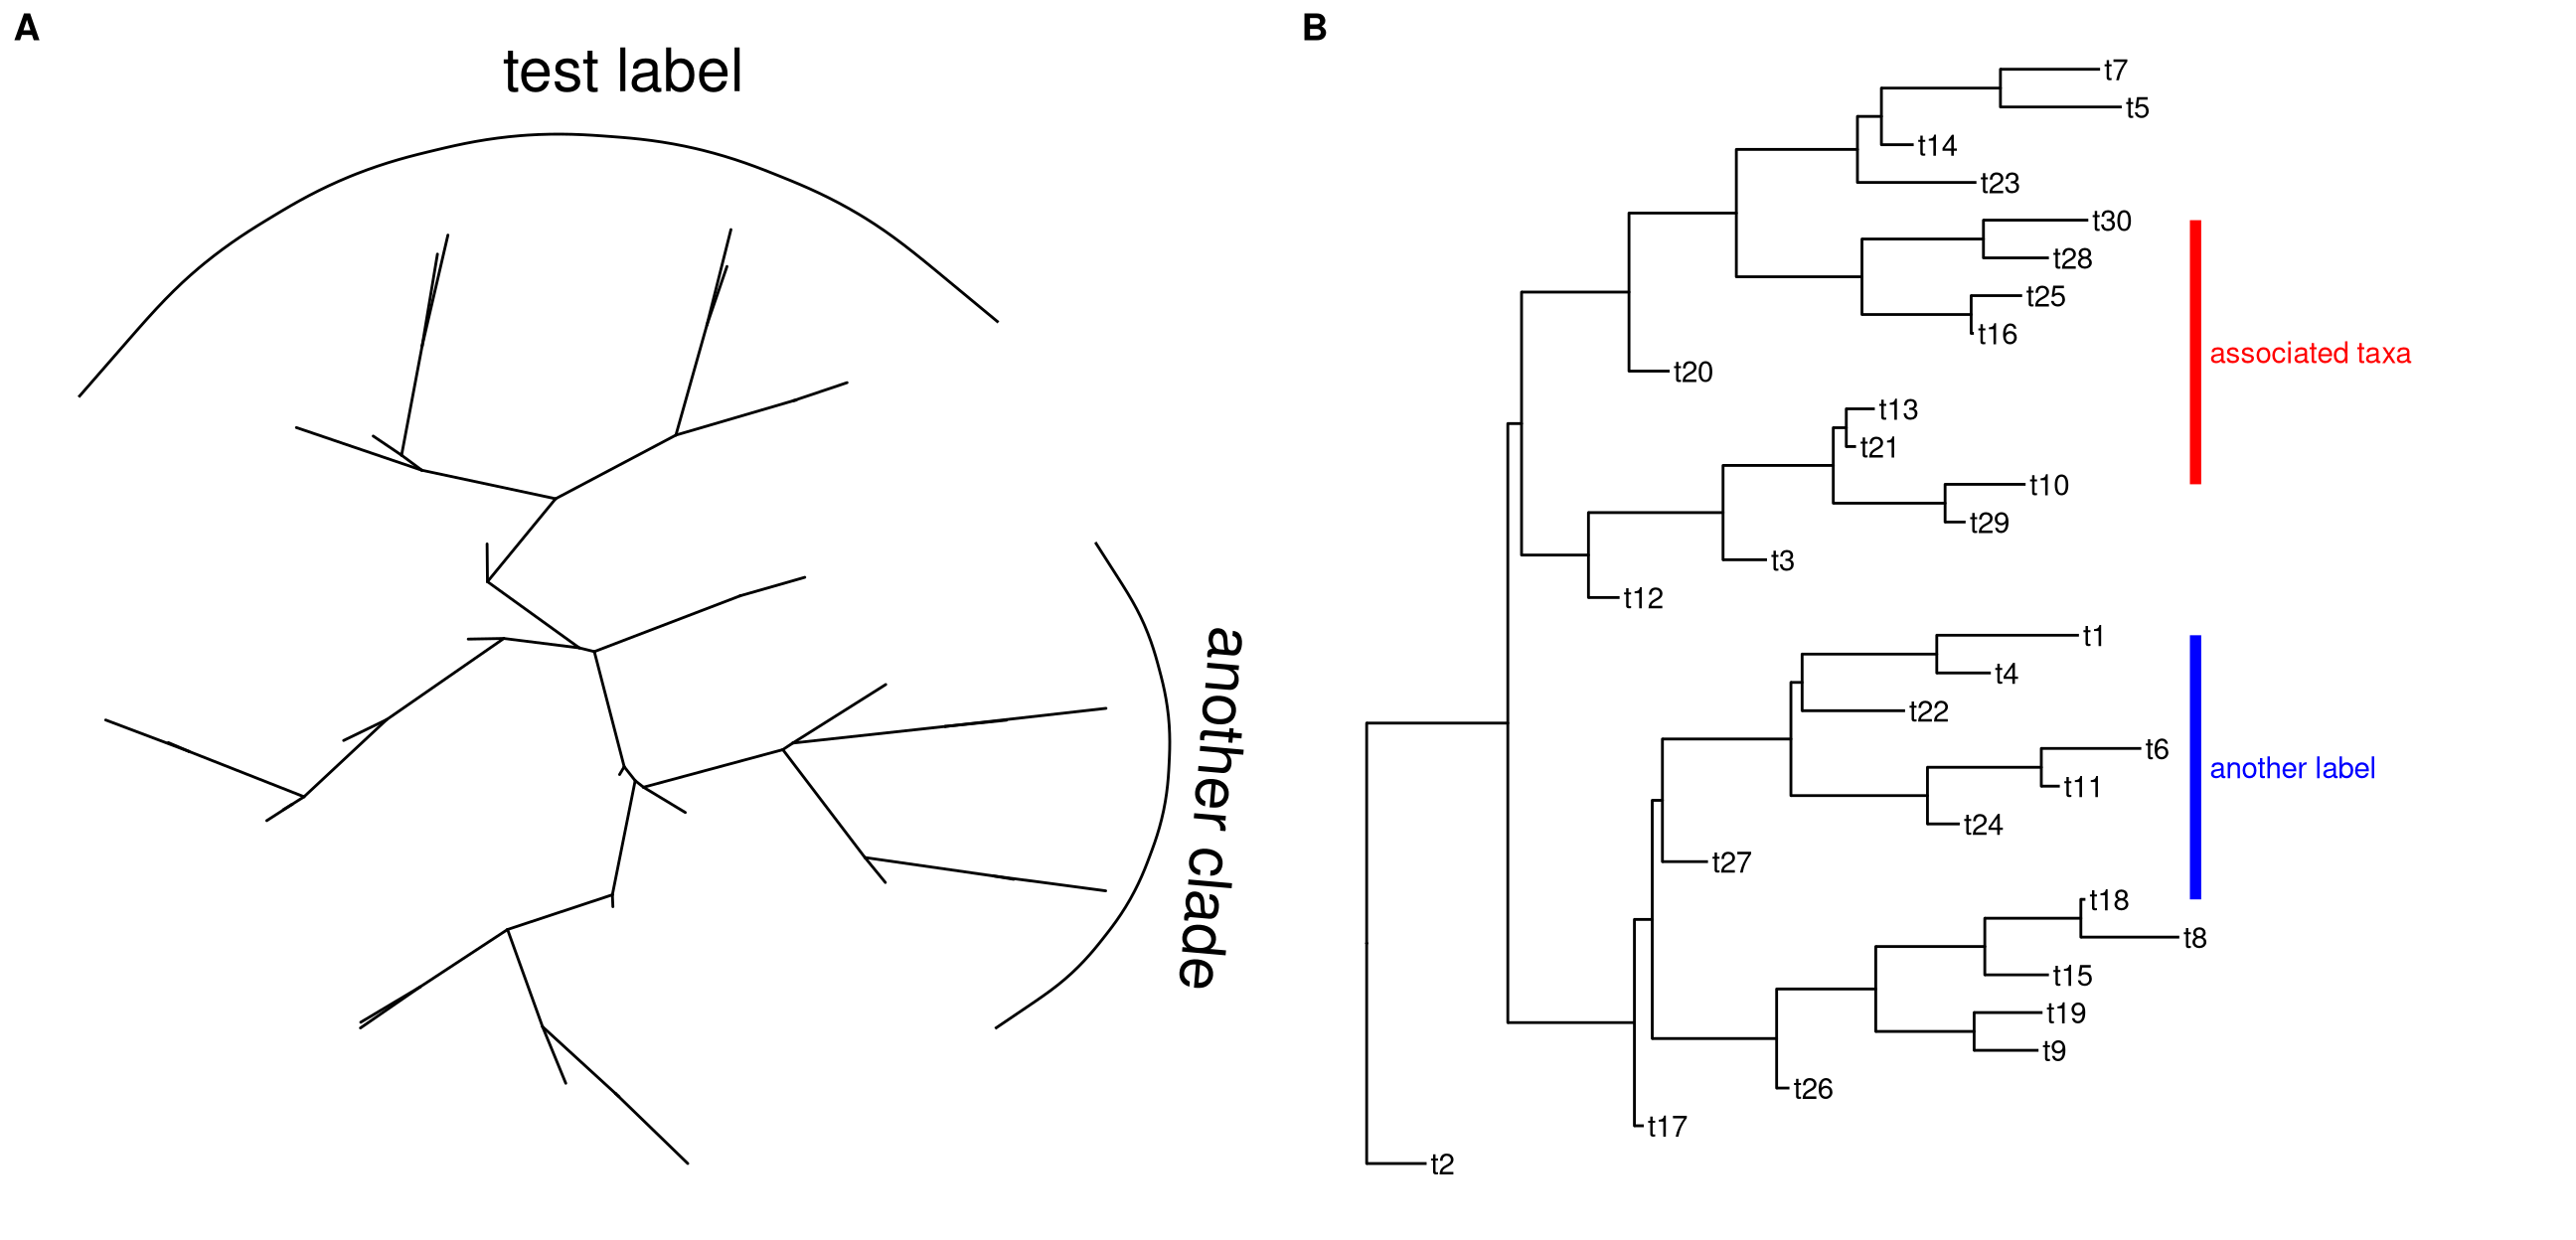 A
test label
another clade
B
t7
t5
t14
t23
t30
t28
t25
t16
associated taxa
t20
t13
t21
t10
t29
t3
t12
t1
t4
t22
t6
another label
t11
t24
t27
t18
t8
t15
t19
t9
t26
t17
t2